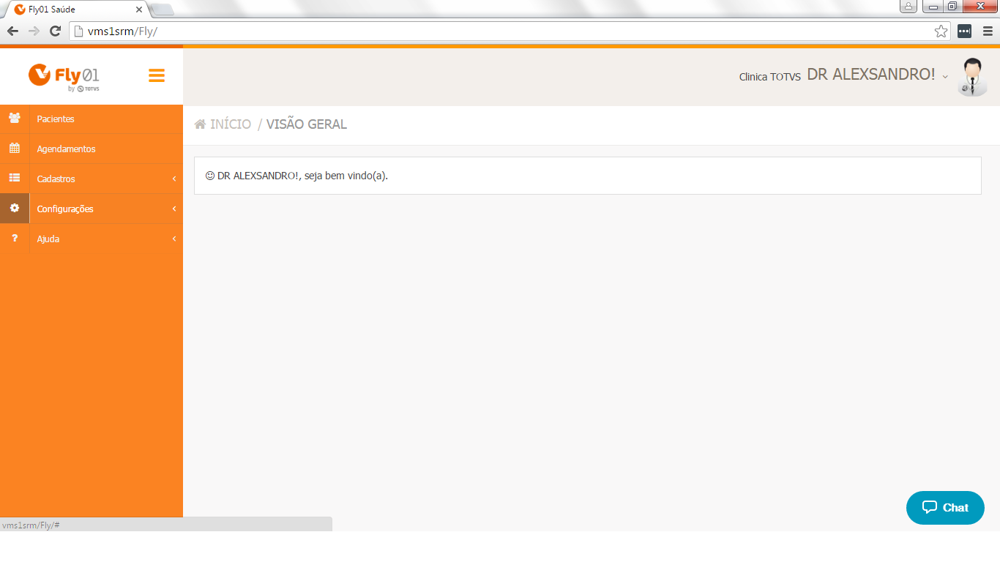 Fly01 Saúde
vms1srm/Fly/
Fly01
by TOTVS
Clinica TOTVS DR ALEXSANDRO!
Pacientes
INÍCIO / VISÃO GERAL
Agendamentos
Cadastros
DR ALEXSANDRO!, seja bem vindo(a).
Configurações
? Ajuda
Chat
vms1srm/Fly/#